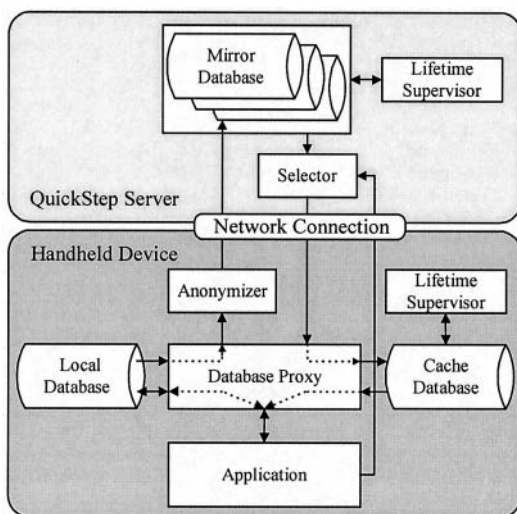 Mirror
Database
Lifetime
Supervisor
Selector
QuickStep Server
Network Connection
Handheld Device
Anonymizer
Lifetime
Supervisor
Local
Database
Database Proxy
Cache
Database
Application